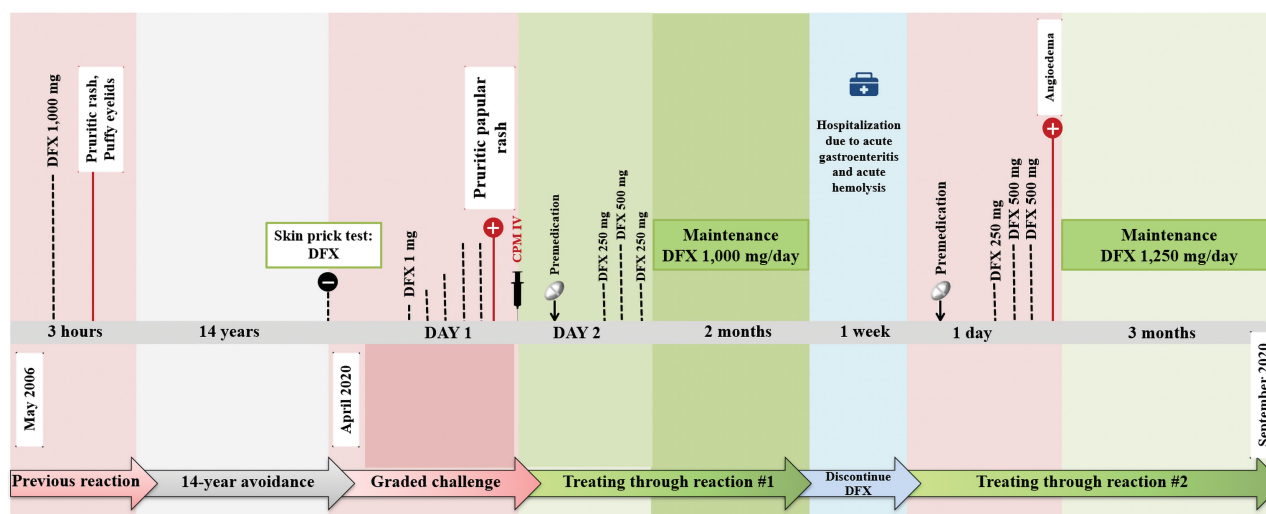 DFX 1,000 mg
Pruritic rash,
Puffy eyelids
Skin prick test:
DFX
DFX 1 mg
Pruritic papular
rash
CPM IV
Premedication
DFX 250 mg
DFX 500 mg
DFX 250 mg
Maintenance
DFX 1,000 mg/day
Hospitalization
due to acute
gastroenteritis
and acute
hemolysis
Premedication
DFX 250 mg
DFX 500 mg
DFX 500 mg
Angioedema
Maintenance
DFX 1,250 mg/day
3 hours
14 years
DAY 1
DAY 2
2 months
1 week
1 day
3 months
May 2006
April 2020
September 2020
Previous reaction
14-year avoidance
Graded challenge
Treating through reaction #1
Discontinue
DFX
Treating through reaction #2